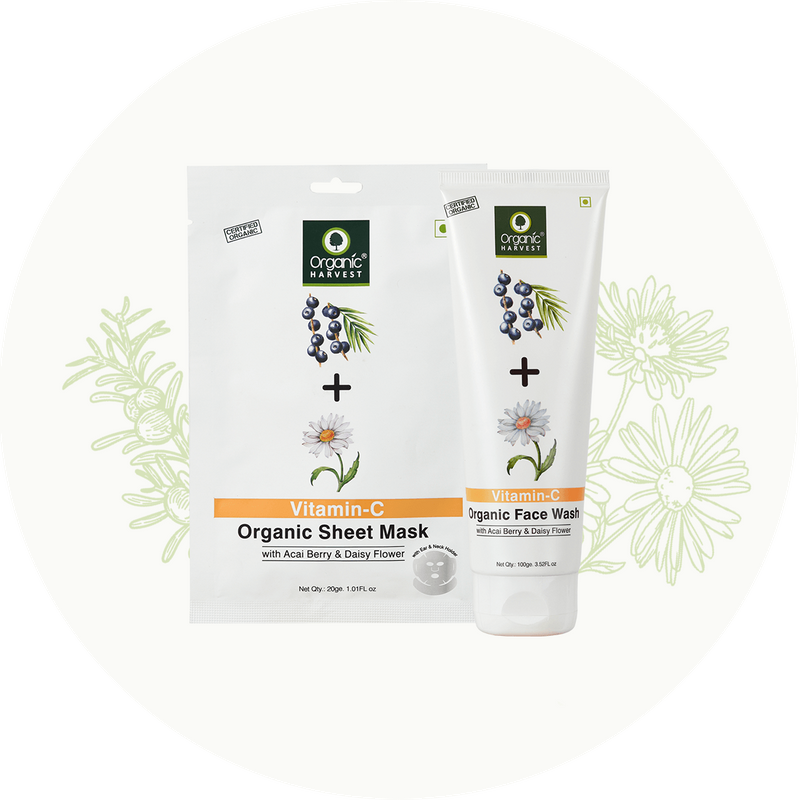 CERTIFIED
ORGANIC
Organic®
HARVEST
Vitamin-C
Organic Sheet Mask
with Acai Berry & Daisy Flower
with Ear & Neck Holder
Net Qty.: 20ge. 1.01FL oz
CERTIFIED
ORGANIC
Organic®
HARVEST
Vitamin-C
Organic Face Wash
with Acai Berry & Daisy Flower
Net Qty.: 100ge. 3.52FL oz